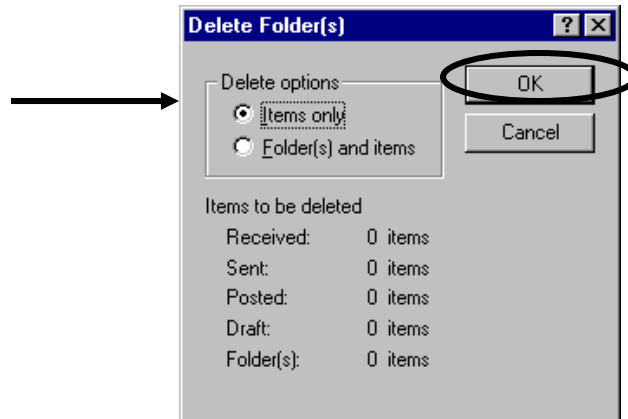 Delete Folder(s)
Delete options
Items only
Folder(s) and items
OK
Cancel
Items to be deleted
Received: 0 items
Sent: 0 items
Posted: 0 items
Draft: 0 items
Folder(s): 0 items